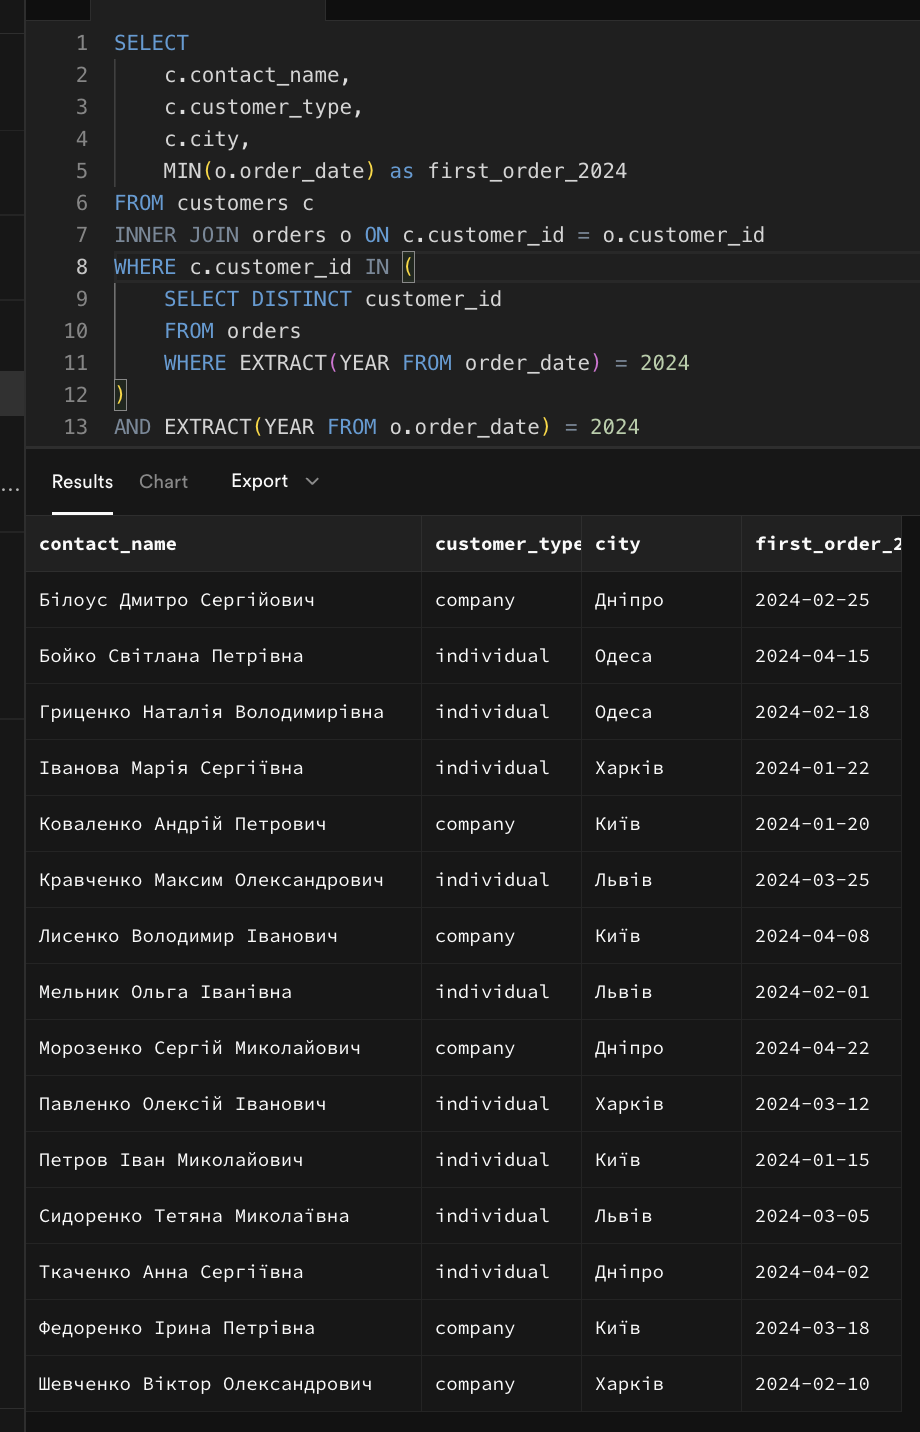 1 SELECT
2 c.contact_name,
3 c.customer_type,
4 c.city,
5 MIN(o.order_date) as first_order_2024
6 FROM customers c
7 INNER JOIN orders o ON c.customer_id = o.customer_id
8 WHERE c.customer_id IN (
9 SELECT DISTINCT customer_id
10 FROM orders
11 WHERE EXTRACT(YEAR FROM order_date) = 2024
12 )
13 AND EXTRACT(YEAR FROM o.order_date) = 2024
... Results Chart Export
contact_name customer_type city first_order_2
Білоус Дмитро Сергійович company Дніпро 2024-02-25
Бойко Світлана Петрівна individual Одеса 2024-04-15
Гриценко Наталія Володимирівна individual Одеса 2024-02-18
Іванова Марія Сергіївна individual Харків 2024-01-22
Коваленко Андрій Петрович company Київ 2024-01-20
Кравченко Максим Олександрович individual Львів 2024-03-25
Лисенко Володимир Іванович company Київ 2024-04-08
Мельник Ольга Іванівна individual Львів 2024-02-01
Морозенко Сергій Миколайович company Дніпро 2024-04-22
Павленко Олексій Іванович individual Харків 2024-03-12
Петров Іван Миколайович individual Київ 2024-01-15
Сидоренко Тетяна Миколаївна individual Львів 2024-03-05
Ткаченко Анна Сергіївна individual Дніпро 2024-04-02
Федоренко Ірина Петрівна company Київ 2024-03-18
Шевченко Віктор Олександрович company Харків 2024-02-10